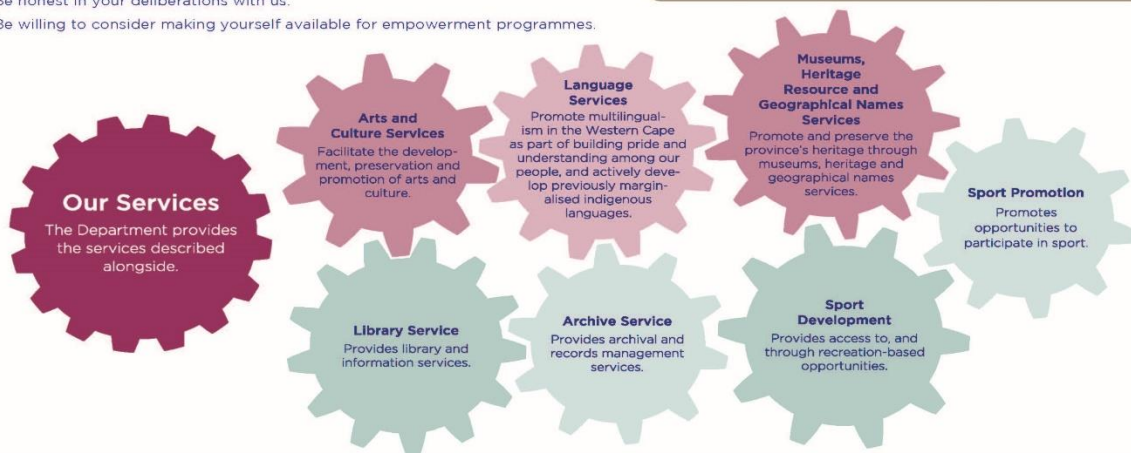 Be honest in your deliberations with us.
Be willing to consider making yourself available for empowerment programmes.
Our Services
The Department provides
the services described
alongside.
Arts and
Culture Services
Facilitate the develop-
ment, preservation and
promotion of arts and
culture.
Language
Services
Promote multilingual-
ism in the Western Cape
as part of building pride and
understanding among our
people, and actively deve-
lop previously margin-
alised indigenous
languages.
Museums,
Heritage
Resource and
Geographical Names
Services
Promote and preserve the
province's heritage through
museums, heritage and
geographical names
services.
Sport Promotion
Promotes
opportunities to
participate in sport.
Library Service
Provides library and
information services.
Archive Service
Provides archival and
records management
services.
Sport
Development
Provides access to, and
through recreation-based
opportunities.